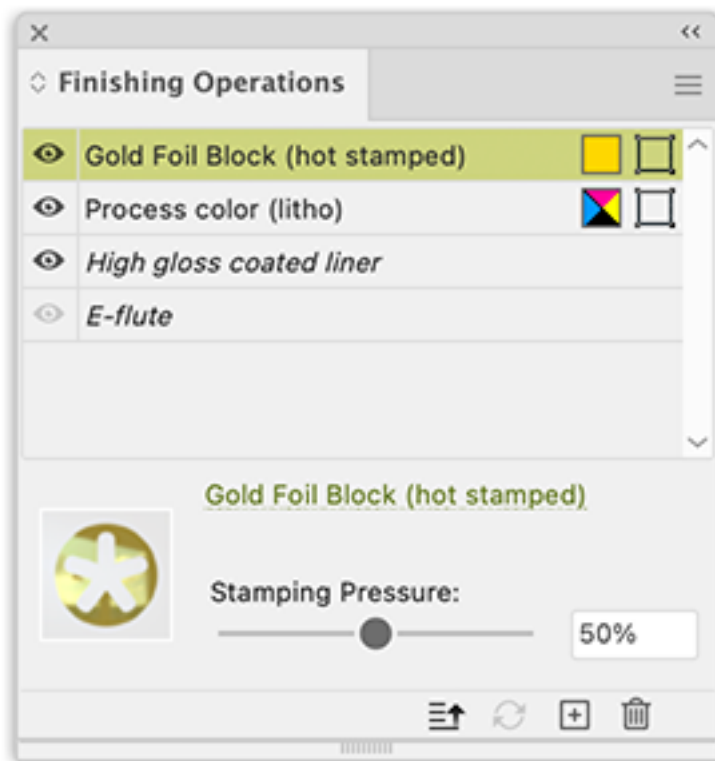 Finishing Operations
Gold Foil Block (hot stamped)
Process color (litho)
High gloss coated liner
E-flute
Gold Foil Block (hot stamped)
Stamping Pressure:
50%